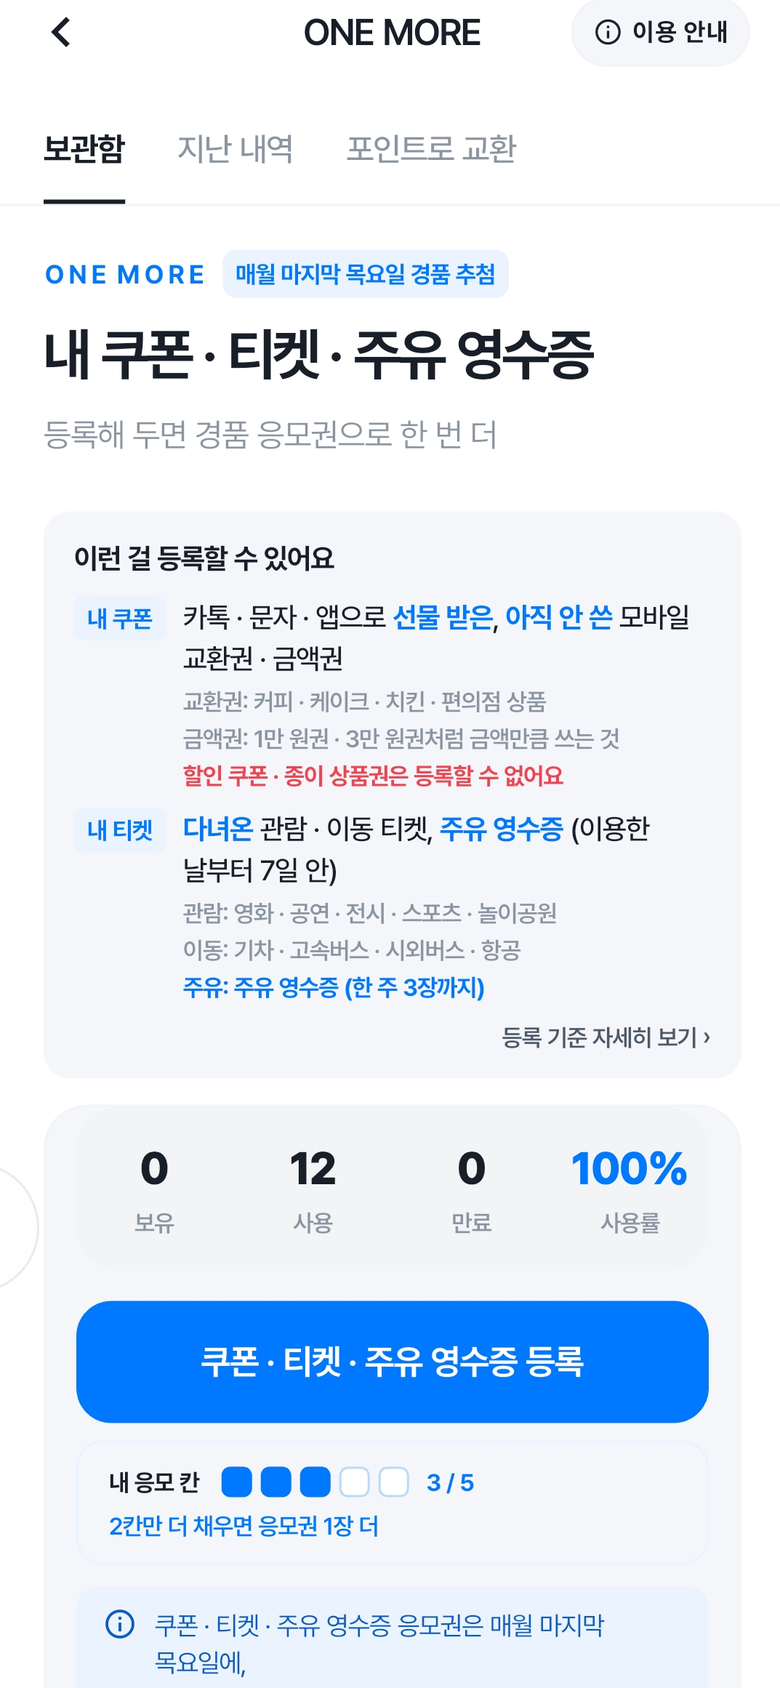 ONE MORE
이용 안내
보관함
지난 내역
포인트로 교환
ONE MORE
매월 마지막 목요일 경품 추첨
내 쿠폰 · 티켓 · 주유 영수증
등록해 두면 경품 응모권으로 한 번 더
이런 걸 등록할 수 있어요
내 쿠폰
카톡 · 문자 · 앱으로 선물 받은, 아직 안 쓴 모바일
교환권 · 금액권
교환권: 커피 · 케이크 · 치킨 · 편의점 상품
금액권: 1만 원권 · 3만 원권처럼 금액만큼 쓰는 것
할인 쿠폰 · 종이 상품권은 등록할 수 없어요
내 티켓
다녀온 관람 · 이동 티켓, 주유 영수증 (이용한
날부터 7일 안)
관람: 영화 · 공연 · 전시 · 스포츠 · 놀이공원
이동: 기차 · 고속버스 · 시외버스 · 항공
주유: 주유 영수증 (한 주 3장까지)
등록 기준 자세히 보기 ›
0
12
0
100%
보유
사용
만료
사용률
쿠폰 · 티켓 · 주유 영수증 등록
내 응모 칸
3 / 5
2칸만 더 채우면 응모권 1장 더
쿠폰 · 티켓 · 주유 영수증 응모권은 매월 마지막
목요일에,